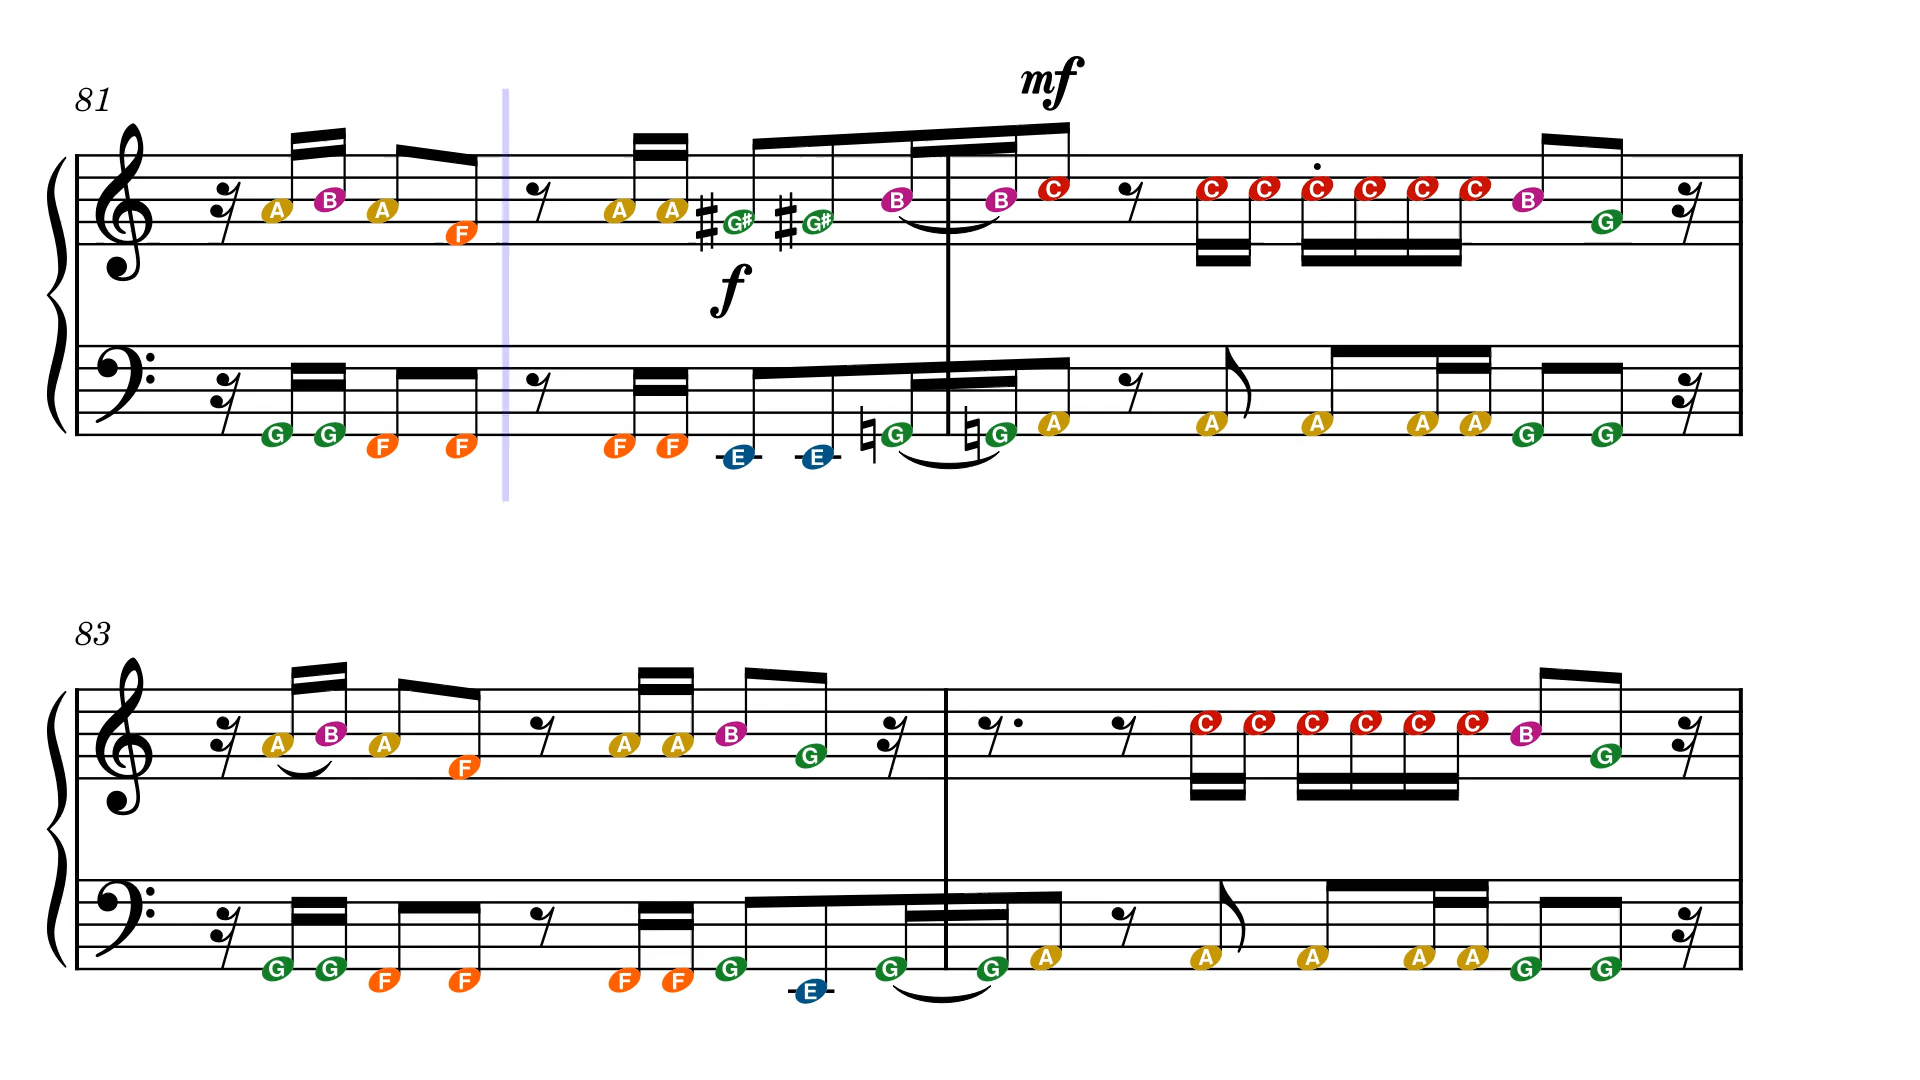 mf
81
A B A F A A G# G# B B C C C C C C C B G
f
G G F F F F E E G G A A A A A G G
83
A B A F A A B G C C C C C C B G
G G F F F F G E G G A A A A A G G